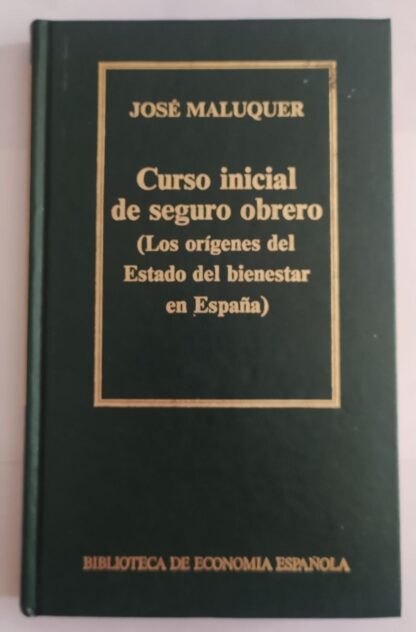 JOSÉ MALUQUER
Curso inicial
de seguro obrero
(Los orígenes del
Estado del bienestar
en España)
BIBLIOTECA DE ECONOMIA ESPAÑOLA